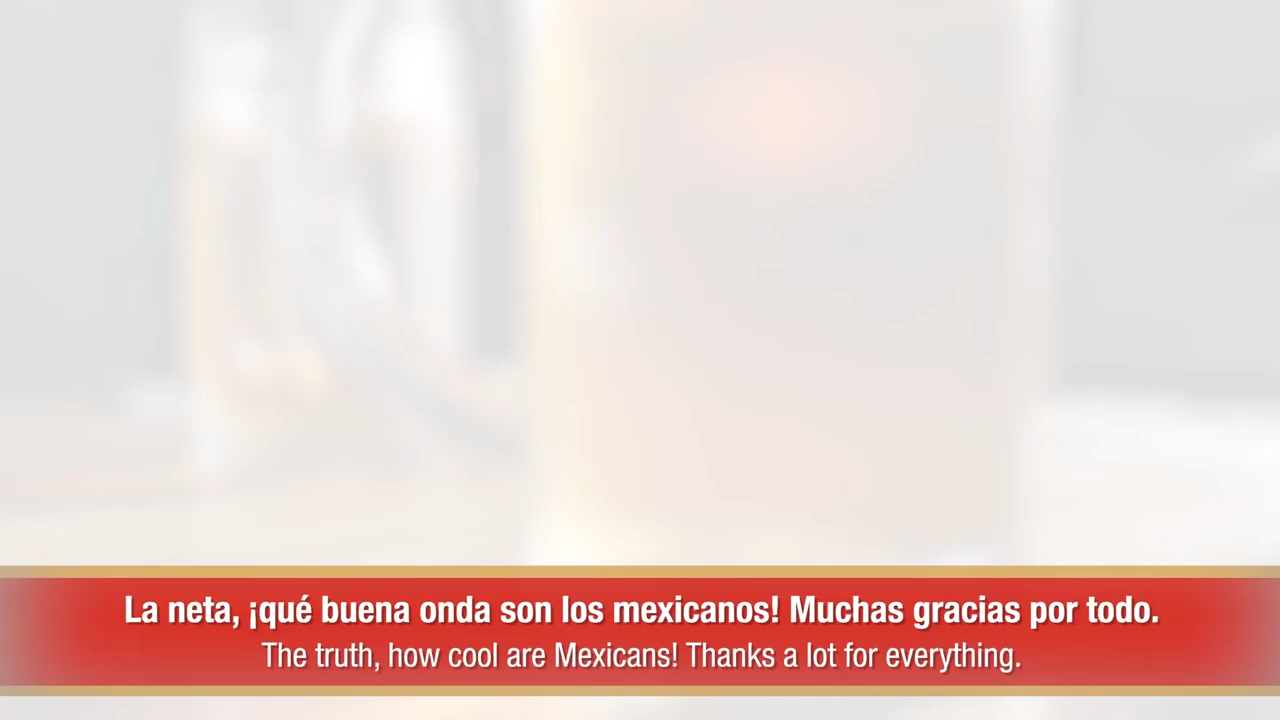 La neta, ¡qué buena onda son los mexicanos! Muchas gracias por todo.
The truth, how cool are Mexicans! Thanks a lot for everything.